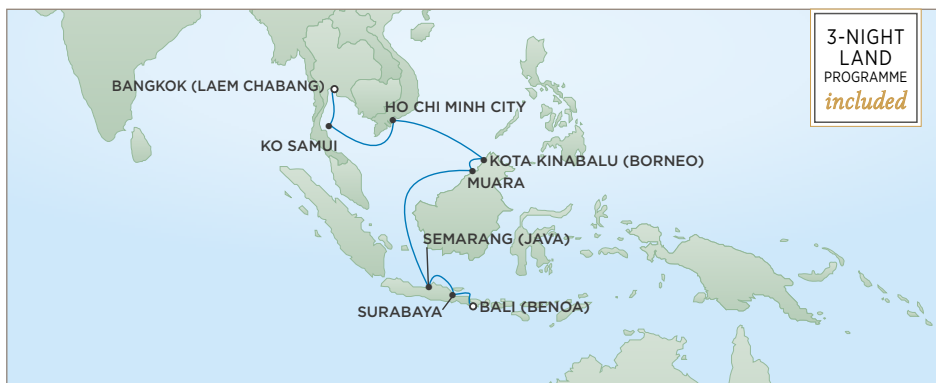 3-NIGHT
LAND
PROGRAMME
included
BANGKOK (LAEM CHABANG)
HO CHI MINH CITY
KO SAMUI
KOTA KINABALU (BORNEO)
MUARA
SEMARANG (JAVA)
SURABAYA
BALI (BENOA)